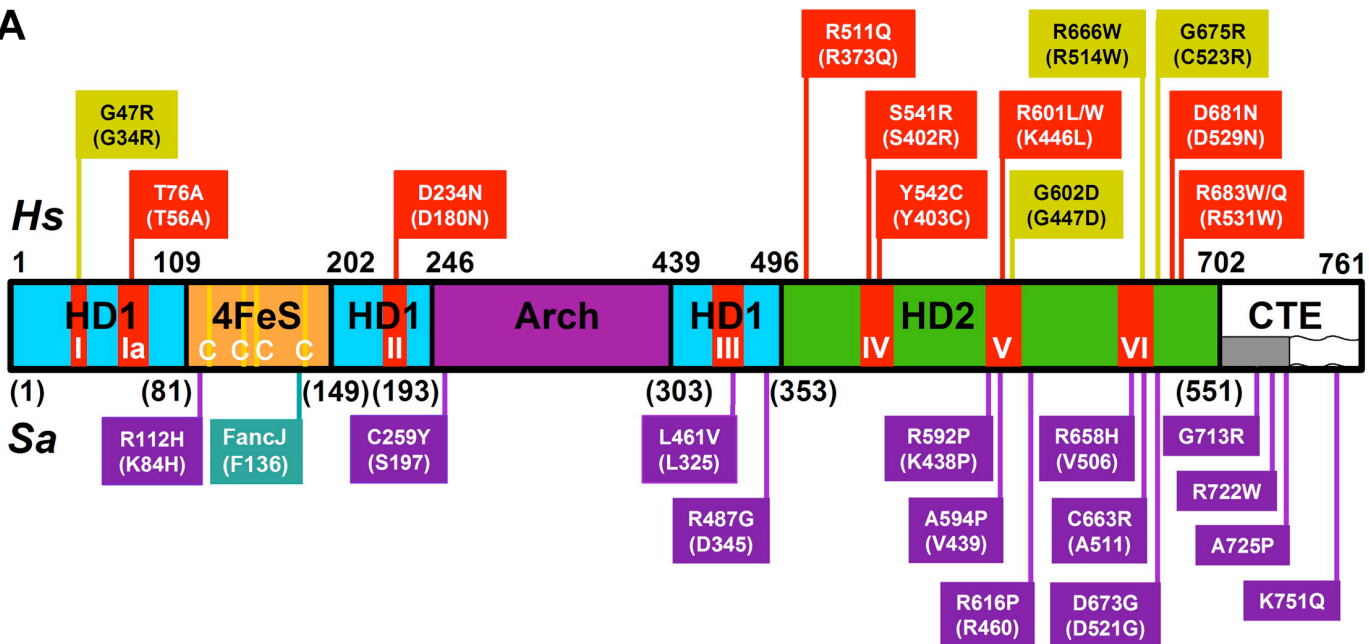 A
R511Q
(R373Q)
R666W
(R514W)
G675R
(C523R)
G47R
(G34R)
S541R
(S402R)
R601L/W
(K446L)
D681N
(D529N)
T76A
(T56A)
D234N
(D180N)
Y542C
(Y403C)
G602D
(G447D)
R683W/Q
(R531W)
Hs
1 109 202 246 439 496 702 761
HD1 4FeS HD1 Arch HD1 HD2 CTE
I Ia C C C C II III IV V VI
(1) (81) (149) (193) (303) (353) (551)
Sa
R112H
(K84H)
FancJ
(F136)
C259Y
(S197)
L461V
(L325)
R592P
(K438P)
R658H
(V506)
G713R
R487G
(D345)
A594P
(V439)
C663R
(A511)
R722W
A725P
R616P
(R460)
D673G
(D521G)
K751Q